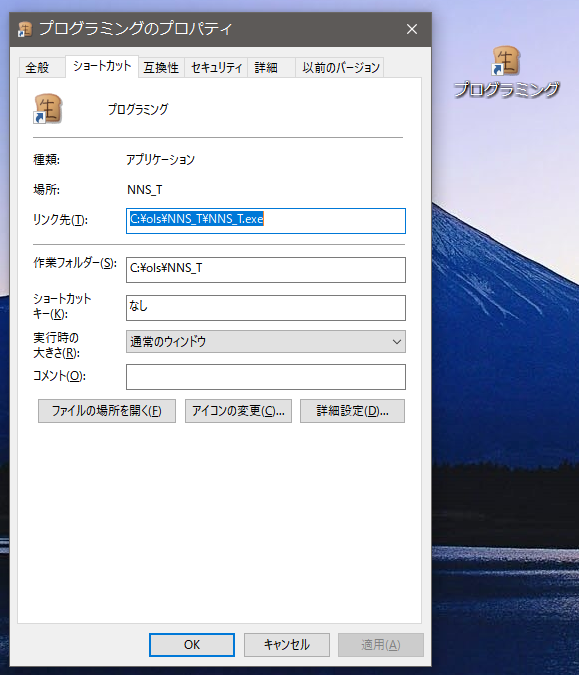 プログラミングのプロパティ
全般 ショートカット 互換性 セキュリティ 詳細 以前のバージョン
生 プログラミング
種類: アプリケーション
場所: NNS_T
リンク先(T): C:¥ols¥NNS_T¥NNS_T.exe
作業フォルダー(S): C:¥ols¥NNS_T
ショートカット
キー(K): なし
実行時の
大きさ(R): 通常のウィンドウ
コメント(O):
ファイルの場所を開く(F) アイコンの変更(C)... 詳細設定(D)...
OK キャンセル 適用(A)
生
プログラミング